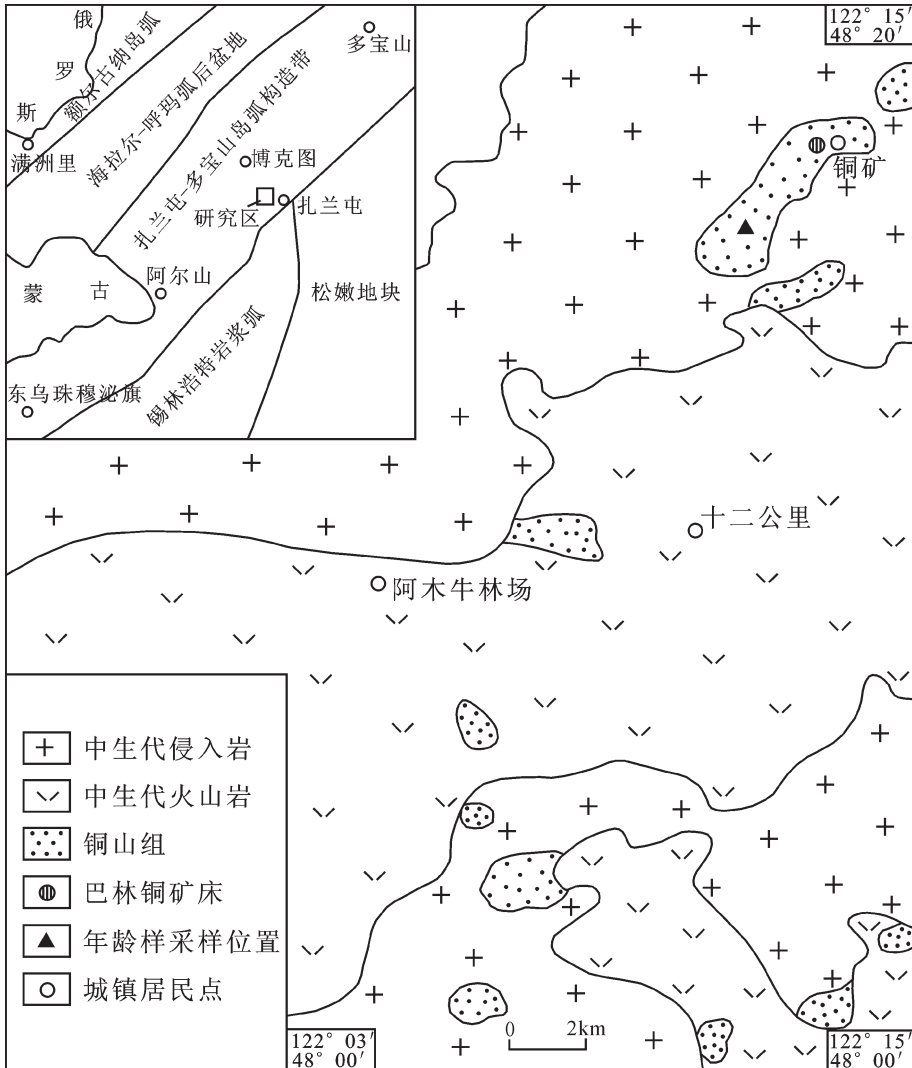 俄
罗
斯
额尔古纳岛弧
海拉尔-呼玛弧后盆地
扎兰屯-多宝山岛弧构造带
多宝山
满洲里
博克图
研究区
扎兰屯
蒙 古
阿尔山
松嫩地块
锡林浩特岩浆弧
东乌珠穆泌旗
122° 15′
48° 20′
铜矿
十二公里
阿木牛林场
中生代侵入岩
中生代火山岩
铜山组
巴林铜矿床
年龄样采样位置
城镇居民点
122° 03′
48° 00′
0 2km
122° 15′
48° 00′